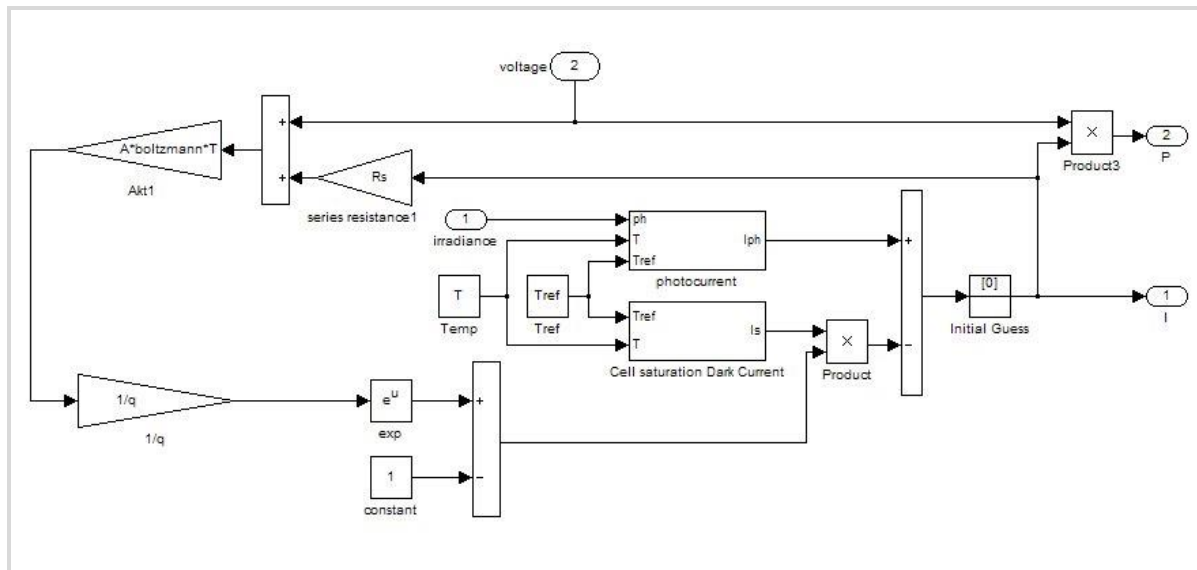 voltage
2
+
+
A*boltzmann*T
Akt1
Rs
series resistance1
×
Product3
2
P
1
irradiance
ph
T
Tref
Iph
photocurrent
T
Temp
Tref
Tref
Tref
T
Is
Cell saturation Dark Current
×
Product
+
−
[0]
Initial Guess
1
I
1/q
1/q
e^u
exp
1
constant
+
−